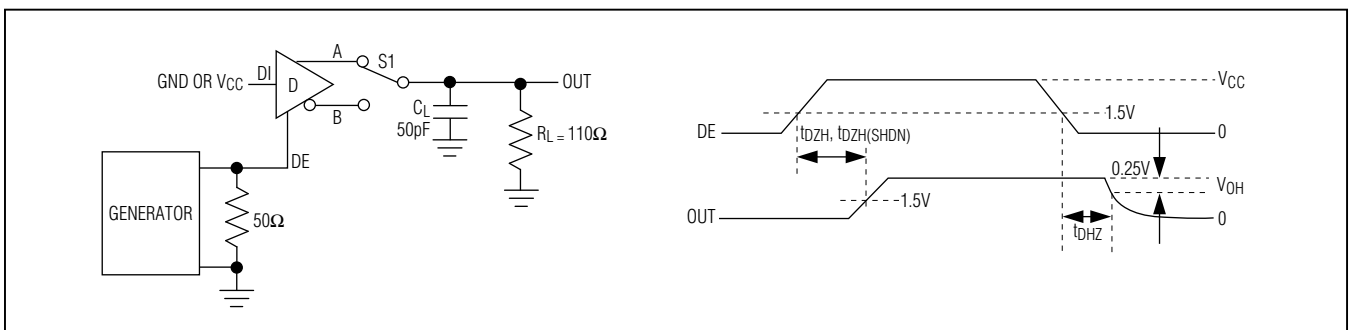 A
S1
GND OR VCC
DI
D
OUT
B
CL
50pF
RL = 110Ω
DE
GENERATOR
50Ω
VCC
1.5V
DE
0
tDZH, tDZH(SHDN)
0.25V
VOH
1.5V
OUT
0
tDHZ